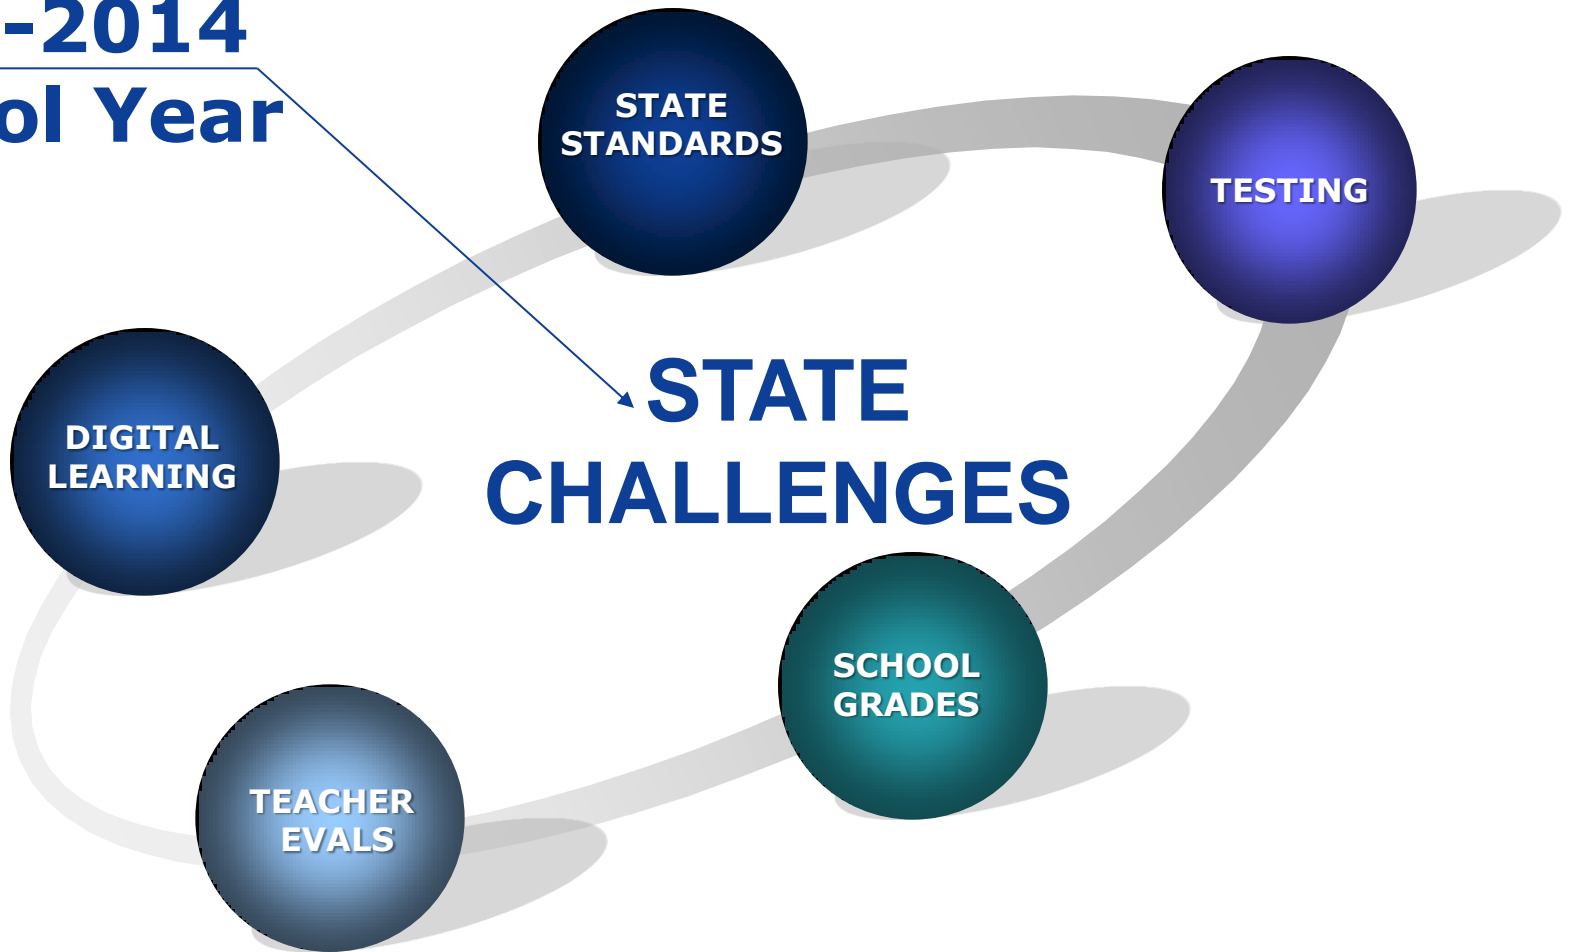 -2014
ol Year
STATE
STANDARDS
TESTING
STATE
CHALLENGES
DIGITAL
LEARNING
SCHOOL
GRADES
TEACHER
EVALS